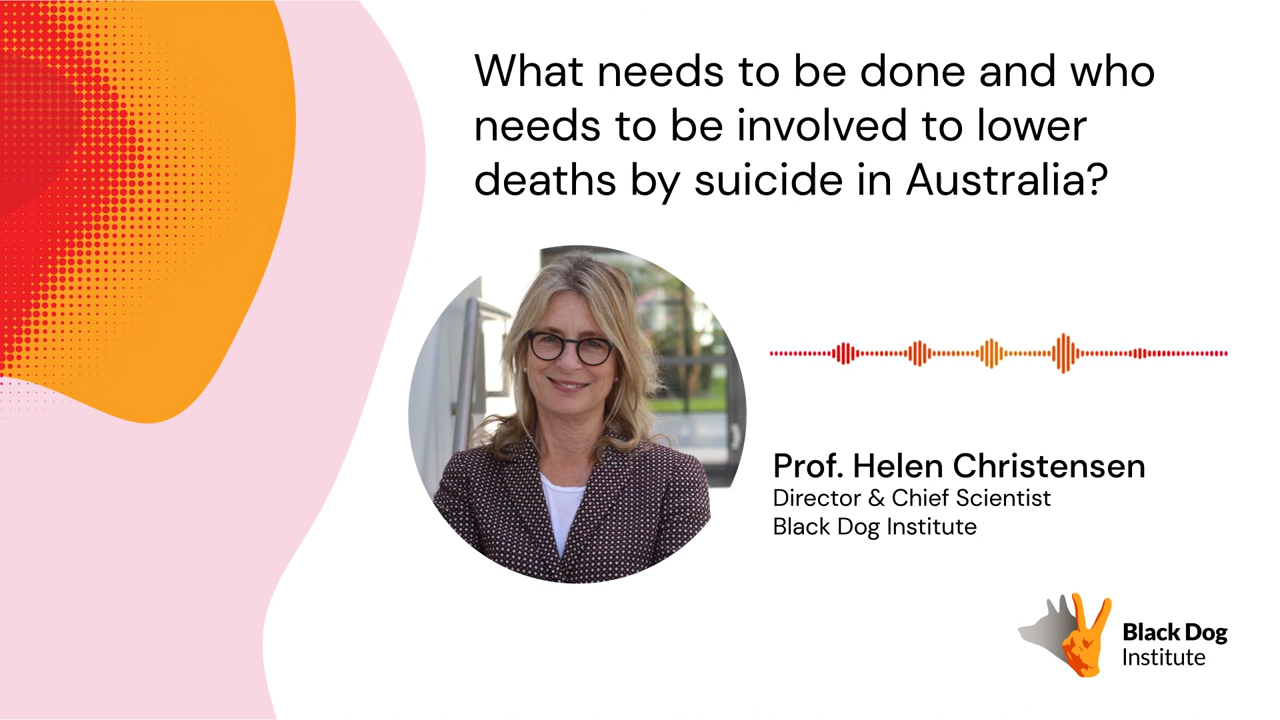 What needs to be done and who
needs to be involved to lower
deaths by suicide in Australia?
Prof. Helen Christensen
Director & Chief Scientist
Black Dog Institute
Black Dog
Institute